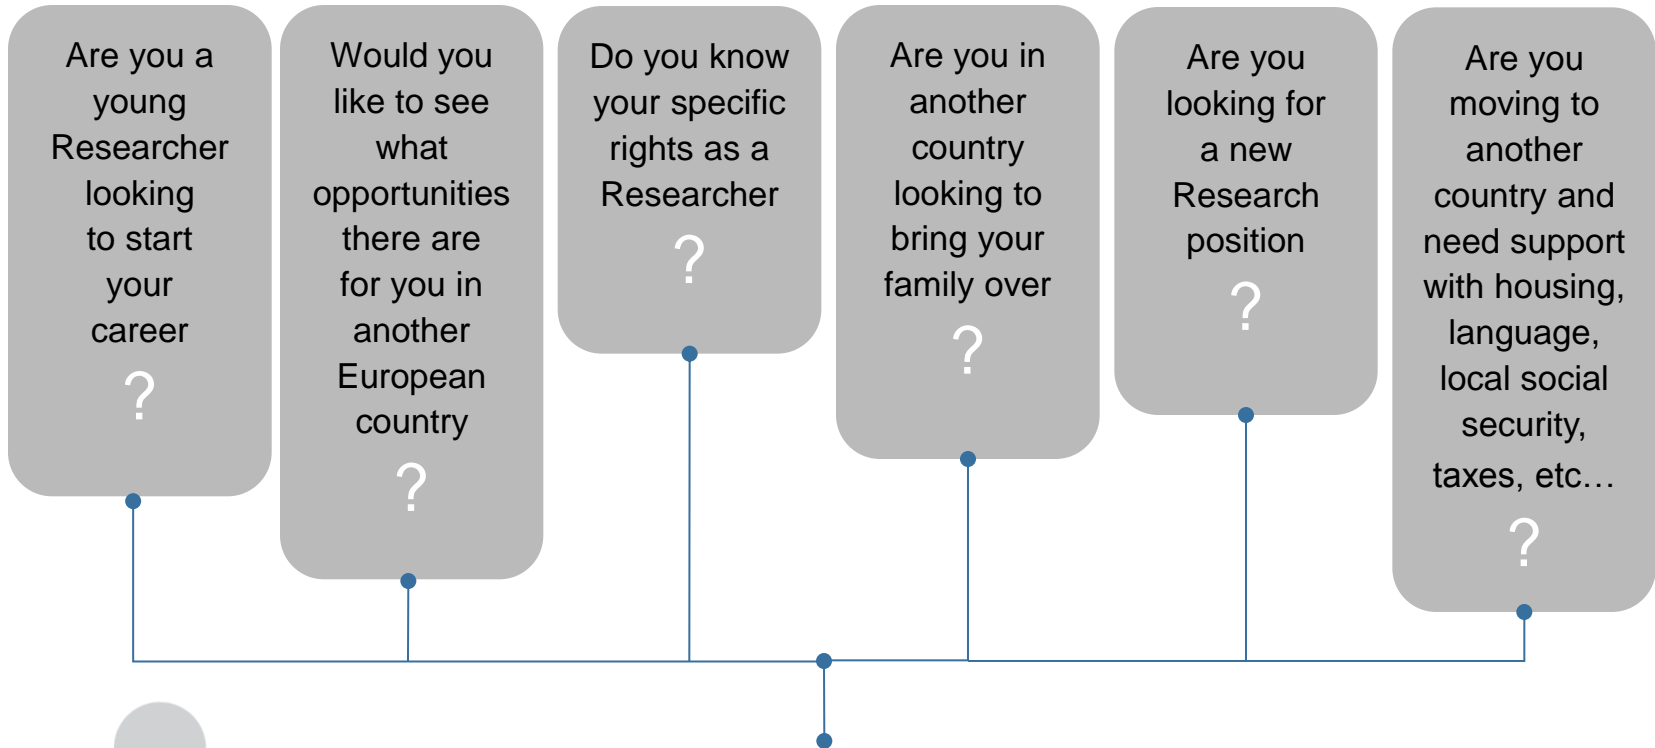 Are you a
young
Researcher
looking
to start
your
career
?
Would you
like to see
what
opportunities
there are
for you in
another
European
country
?
Do you know
your specific
rights as a
Researcher
?
Are you in
another
country
looking to
bring your
family over
?
Are you
looking for
a new
Research
position
?
Are you
moving to
another
country and
need support
with housing,
language,
local social
security,
taxes, etc…
?